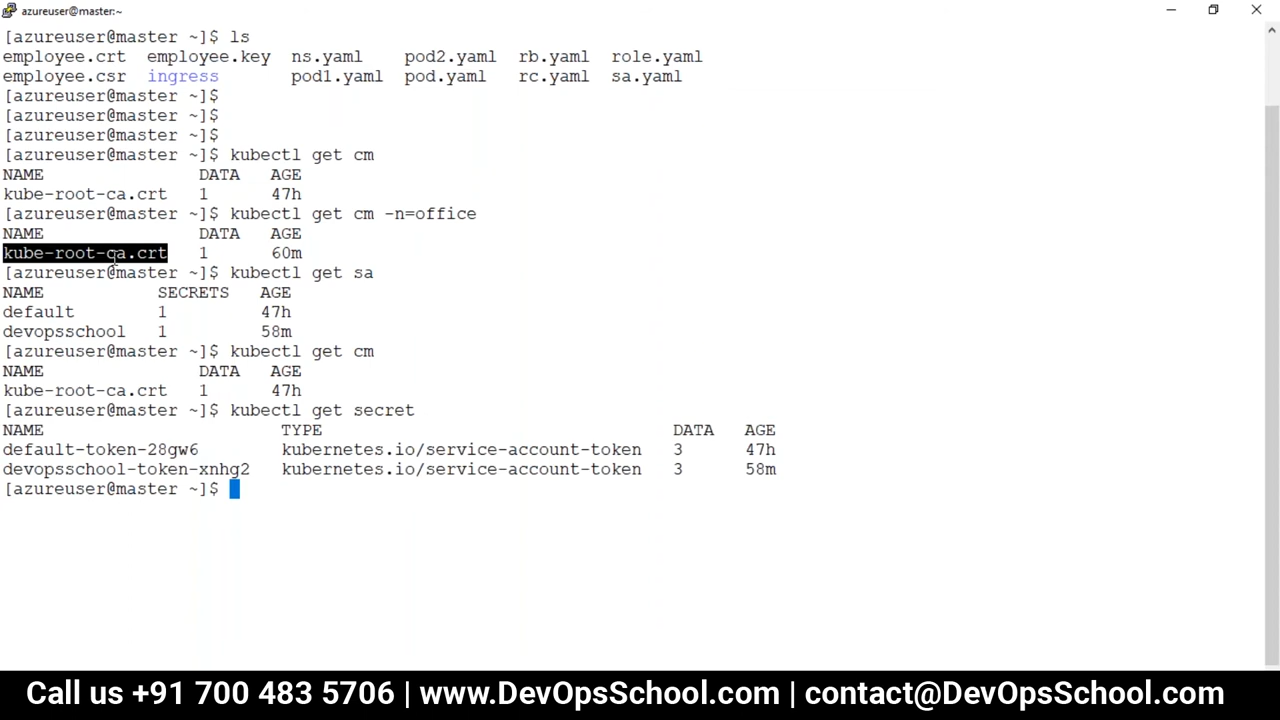 azureuser@master:~
[azureuser@master ~]$ ls
employee.crt  employee.key  ns.yaml    pod2.yaml  rb.yaml  role.yaml
employee.csr  ingress       pod1.yaml  pod.yaml   rc.yaml  sa.yaml
[azureuser@master ~]$
[azureuser@master ~]$
[azureuser@master ~]$
[azureuser@master ~]$ kubectl get cm
NAME               DATA   AGE
kube-root-ca.crt   1      47h
[azureuser@master ~]$ kubectl get cm -n=office
NAME               DATA   AGE
kube-root-ca.crt   1      60m
[azureuser@master ~]$ kubectl get sa
NAME           SECRETS   AGE
default        1         47h
devopsschool   1         58m
[azureuser@master ~]$ kubectl get cm
NAME               DATA   AGE
kube-root-ca.crt   1      47h
[azureuser@master ~]$ kubectl get secret
NAME                       TYPE                                  DATA   AGE
default-token-28gw6        kubernetes.io/service-account-token   3      47h
devopsschool-token-xnhg2   kubernetes.io/service-account-token   3      58m
[azureuser@master ~]$
Call us +91 700 483 5706 | www.DevOpsSchool.com | contact@DevOpsSchool.com